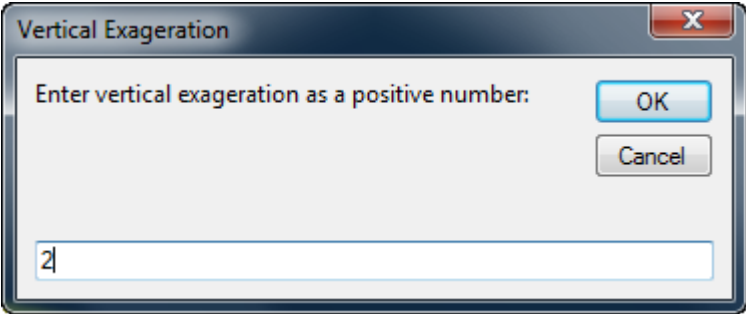 Vertical Exageration
Enter vertical exageration as a positive number:
OK
Cancel
2